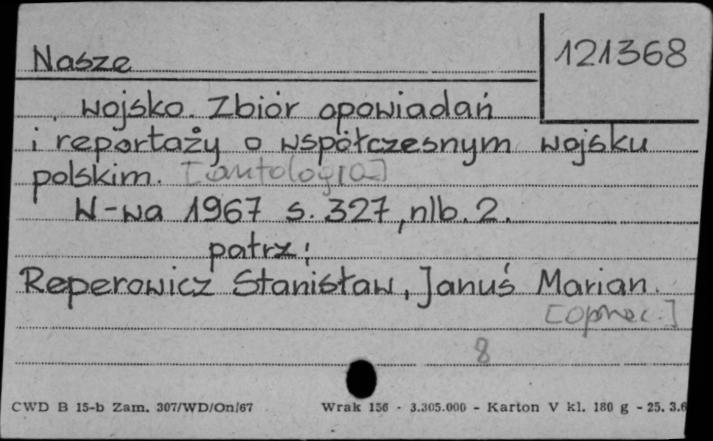 Nasze
121368
wojsko. Zbiór opowiadań
i reportaży o współczesnym wojsku
polskim. [antologia]
W-wa 1967 s. 327, nlb. 2.
patrz:
Reperowicz Stanisław, Januś Marian.
[oprac.]
8
CWD B 15-b Zam. 307/WD/On/67 Wrak 156 - 3.305.000 - Karton V kl. 180 g - 25. 3.6